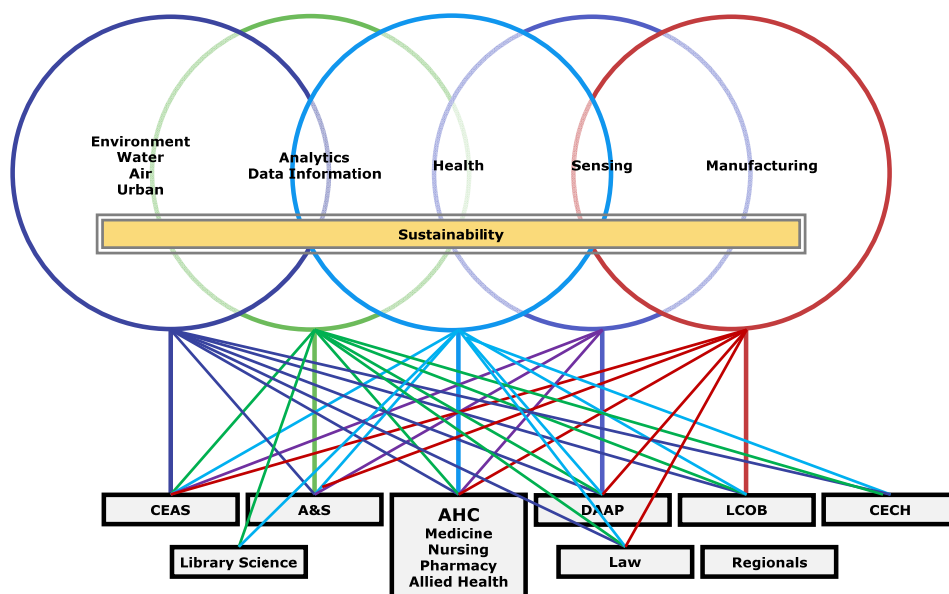 Environment
Water
Air
Urban
Analytics
Data Information
Health
Sensing
Manufacturing
Sustainability
CEAS
A&S
AHC
Medicine
Nursing
Pharmacy
Allied Health
DAAP
LCOB
CECH
Library Science
Law
Regionals